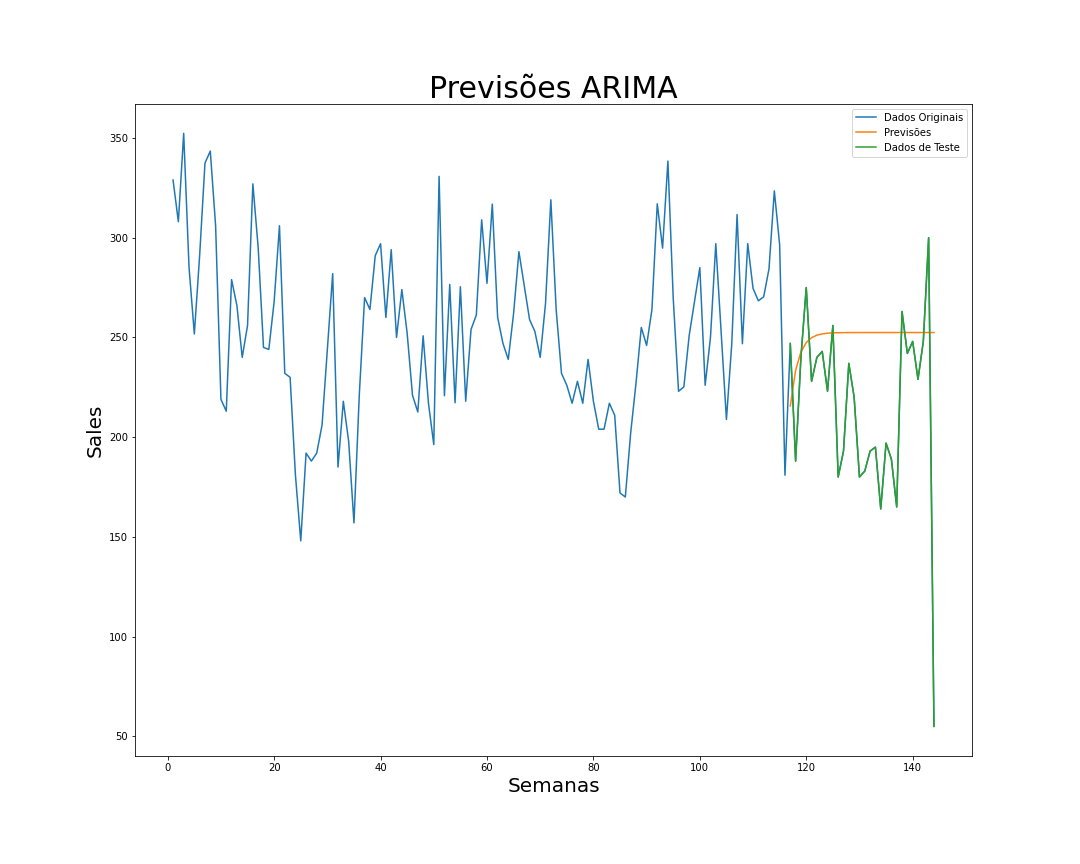 Previsões ARIMA
Dados Originais
Previsões
Dados de Teste
350
300
250
200
150
100
50
Sales
0 20 40 60 80 100 120 140
Semanas